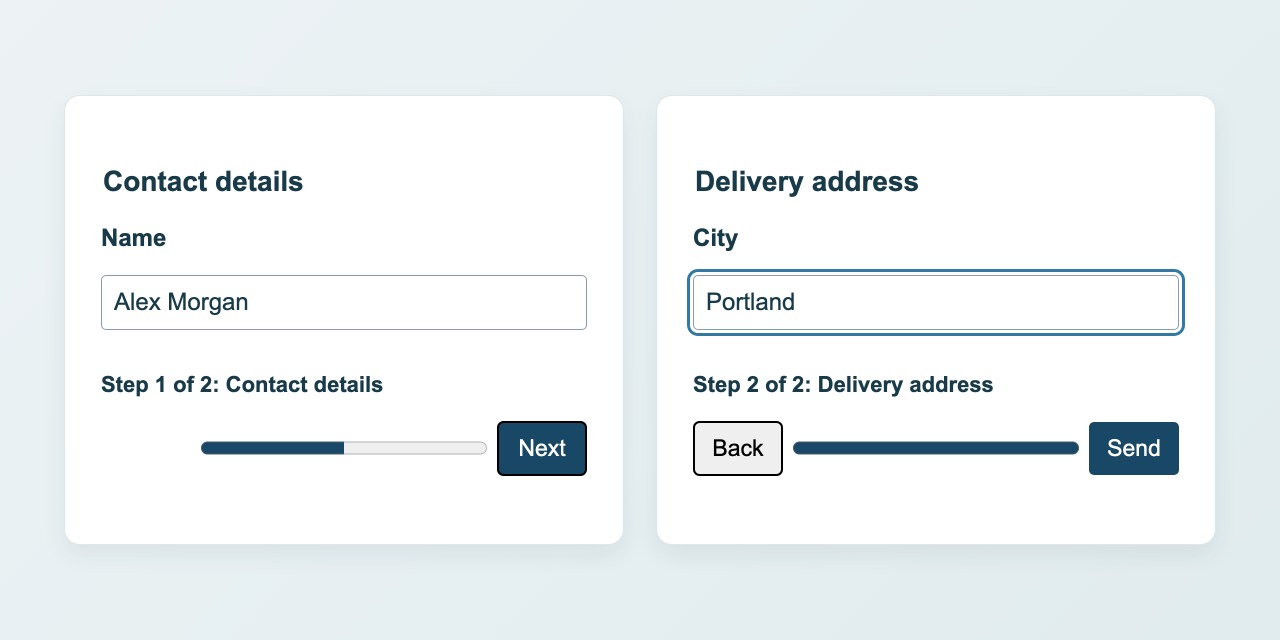 Contact details
Name
Alex Morgan
Step 1 of 2: Contact details
Next
Delivery address
City
Portland
Step 2 of 2: Delivery address
Back
Send